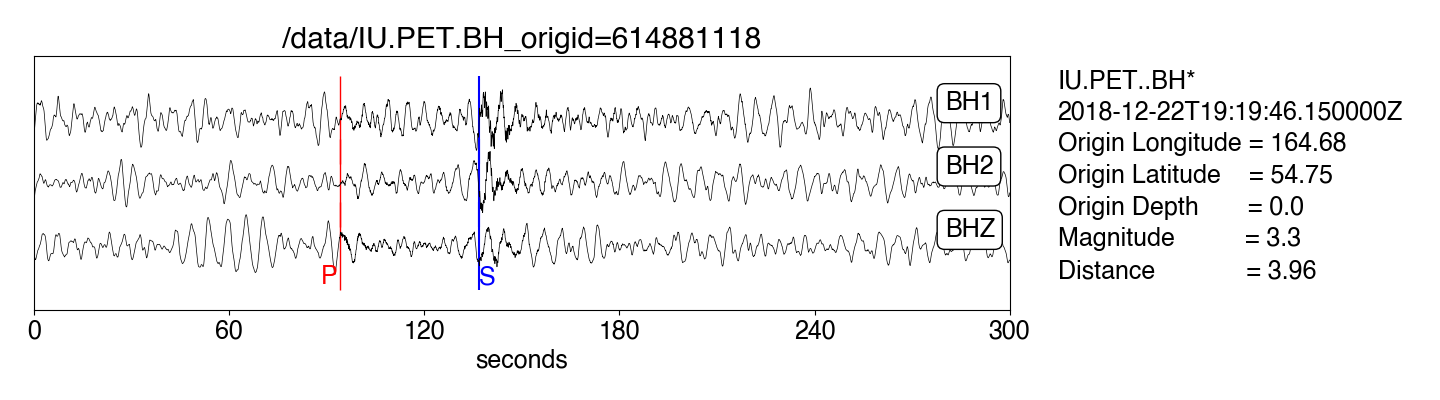 /data/IU.PET.BH_origid=614881118
BH1
BH2
BHZ
P
S
0 60 120 180 240 300
seconds
IU.PET..BH*
2018-12-22T19:19:46.150000Z
Origin Longitude = 164.68
Origin Latitude = 54.75
Origin Depth = 0.0
Magnitude = 3.3
Distance = 3.96